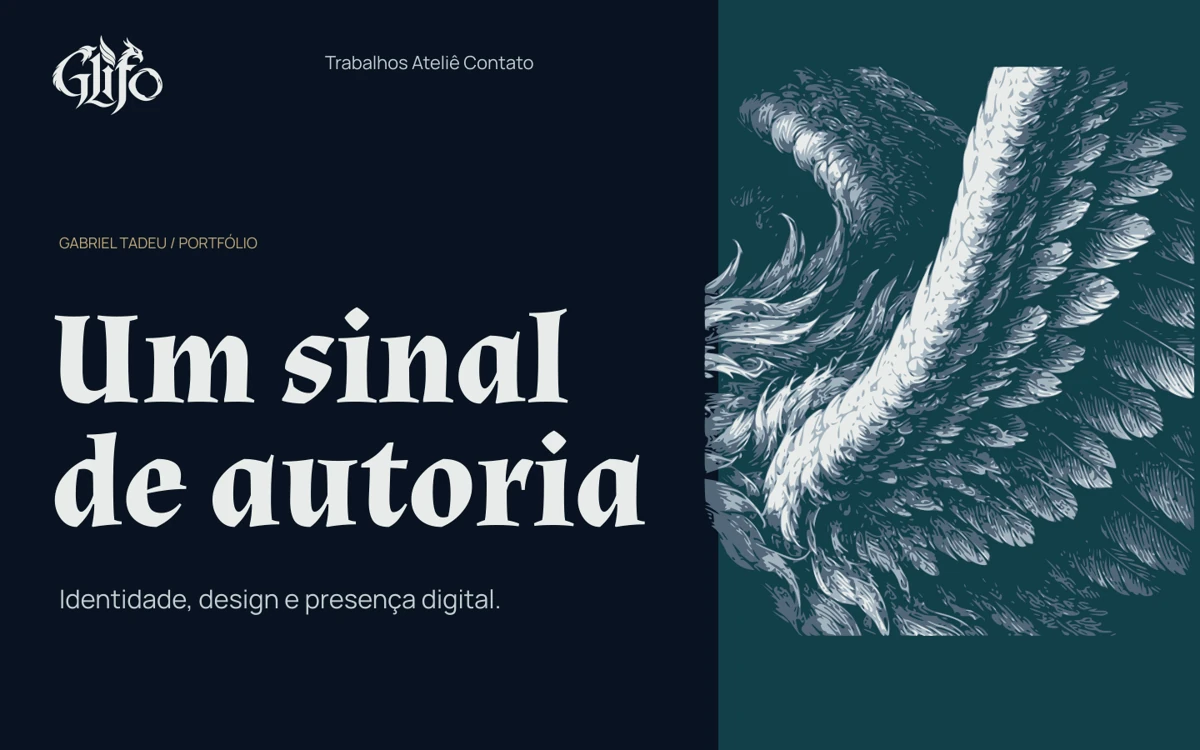 Glifo
Trabalhos Ateliê Contato
GABRIEL TADEU / PORTFÓLIO
Um sinal
de autoria
Identidade, design e presença digital.